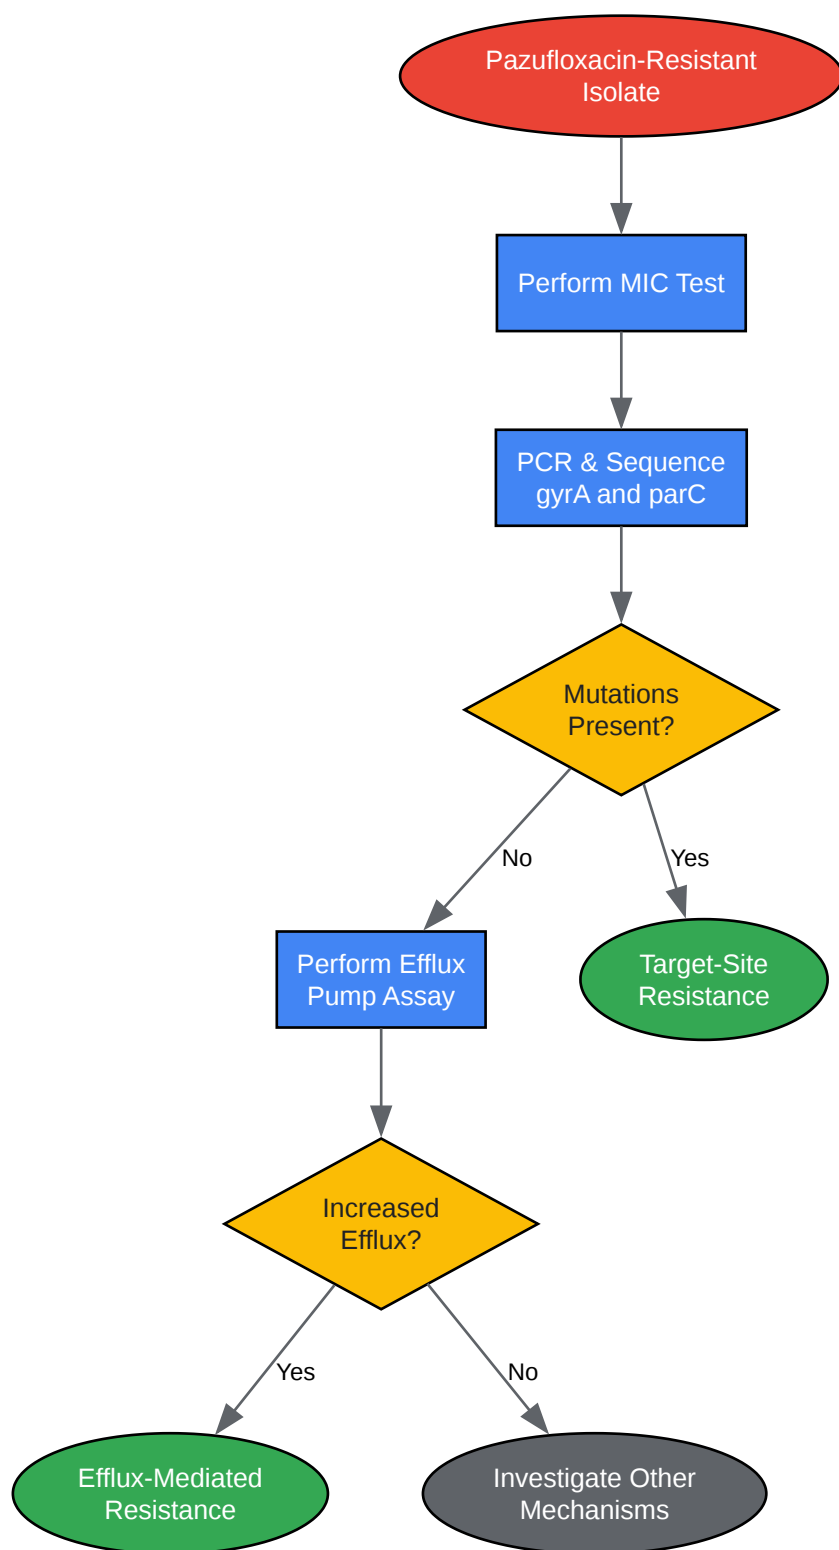 Pazufloxacin-Resistant
Isolate
Perform MIC Test
PCR & Sequence
gyrA and parC
Mutations
Present?
No
Yes
Perform Efflux
Pump Assay
Target-Site
Resistance
Increased
Efflux?
Yes
No
Efflux-Mediated
Resistance
Investigate Other
Mechanisms